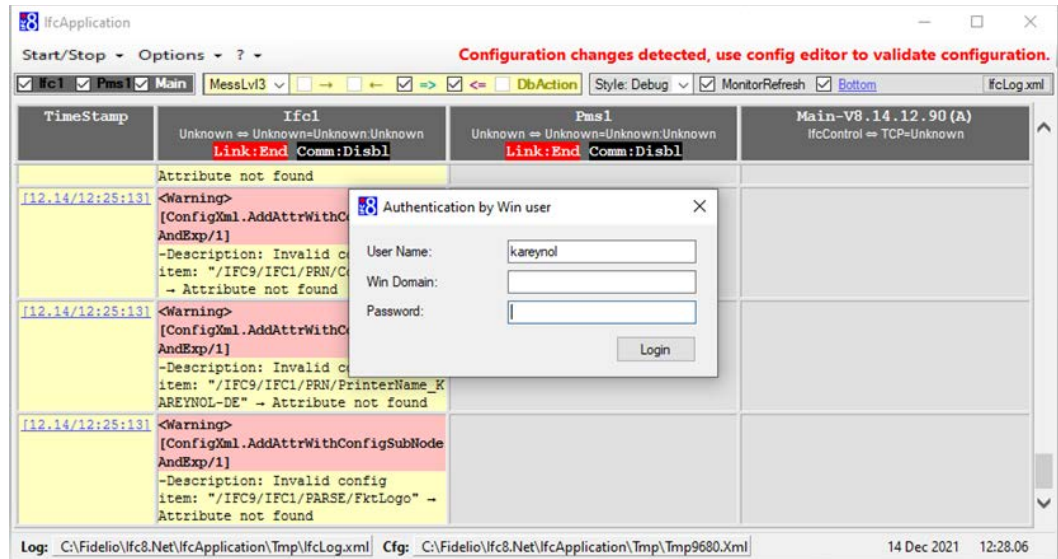 IfcApplication
Start/Stop Options ?
Configuration changes detected, use config editor to validate configuration.
Ifc1 Pms1 Main MessLvl3 → ← => <= DbAction Style: Debug MonitorRefresh Bottom IfcLog.xml
TimeStamp Ifc1 Pms1 Main-V8.14.12.90(A)
Unknown ⇔ Unknown=Unknown:Unknown Unknown ⇔ Unknown=Unknown:Unknown IfcControl ⇔ TCP=Unknown
Link:End Comm:Disbl Link:End Comm:Disbl
Attribute not found
[12.14/12:25:13] <Warning>
[ConfigXml.AddAttrWithCo
AndExp/1]
-Description: Invalid co
item: "/IFC9/IFC1/PRN/Co
→ Attribute not found
[12.14/12:25:13] <Warning>
[ConfigXml.AddAttrWithCo
AndExp/1]
-Description: Invalid co
item: "/IFC9/IFC1/PRN/PrinterName_K
AREYNOL-DE" → Attribute not found
[12.14/12:25:13] <Warning>
[ConfigXml.AddAttrWithConfigSubNode
AndExp/1]
-Description: Invalid config
item: "/IFC9/IFC1/PARSE/FktLogo" →
Attribute not found
Authentication by Win user
User Name: kareynol
Win Domain:
Password:
Login
Log: C:\Fidelio\Ifc8.Net\IfcApplication\Tmp\IfcLog.xml Cfg: C:\Fidelio\Ifc8.Net\IfcApplication\Tmp\Tmp9680.Xml 14 Dec 2021 12:28.06